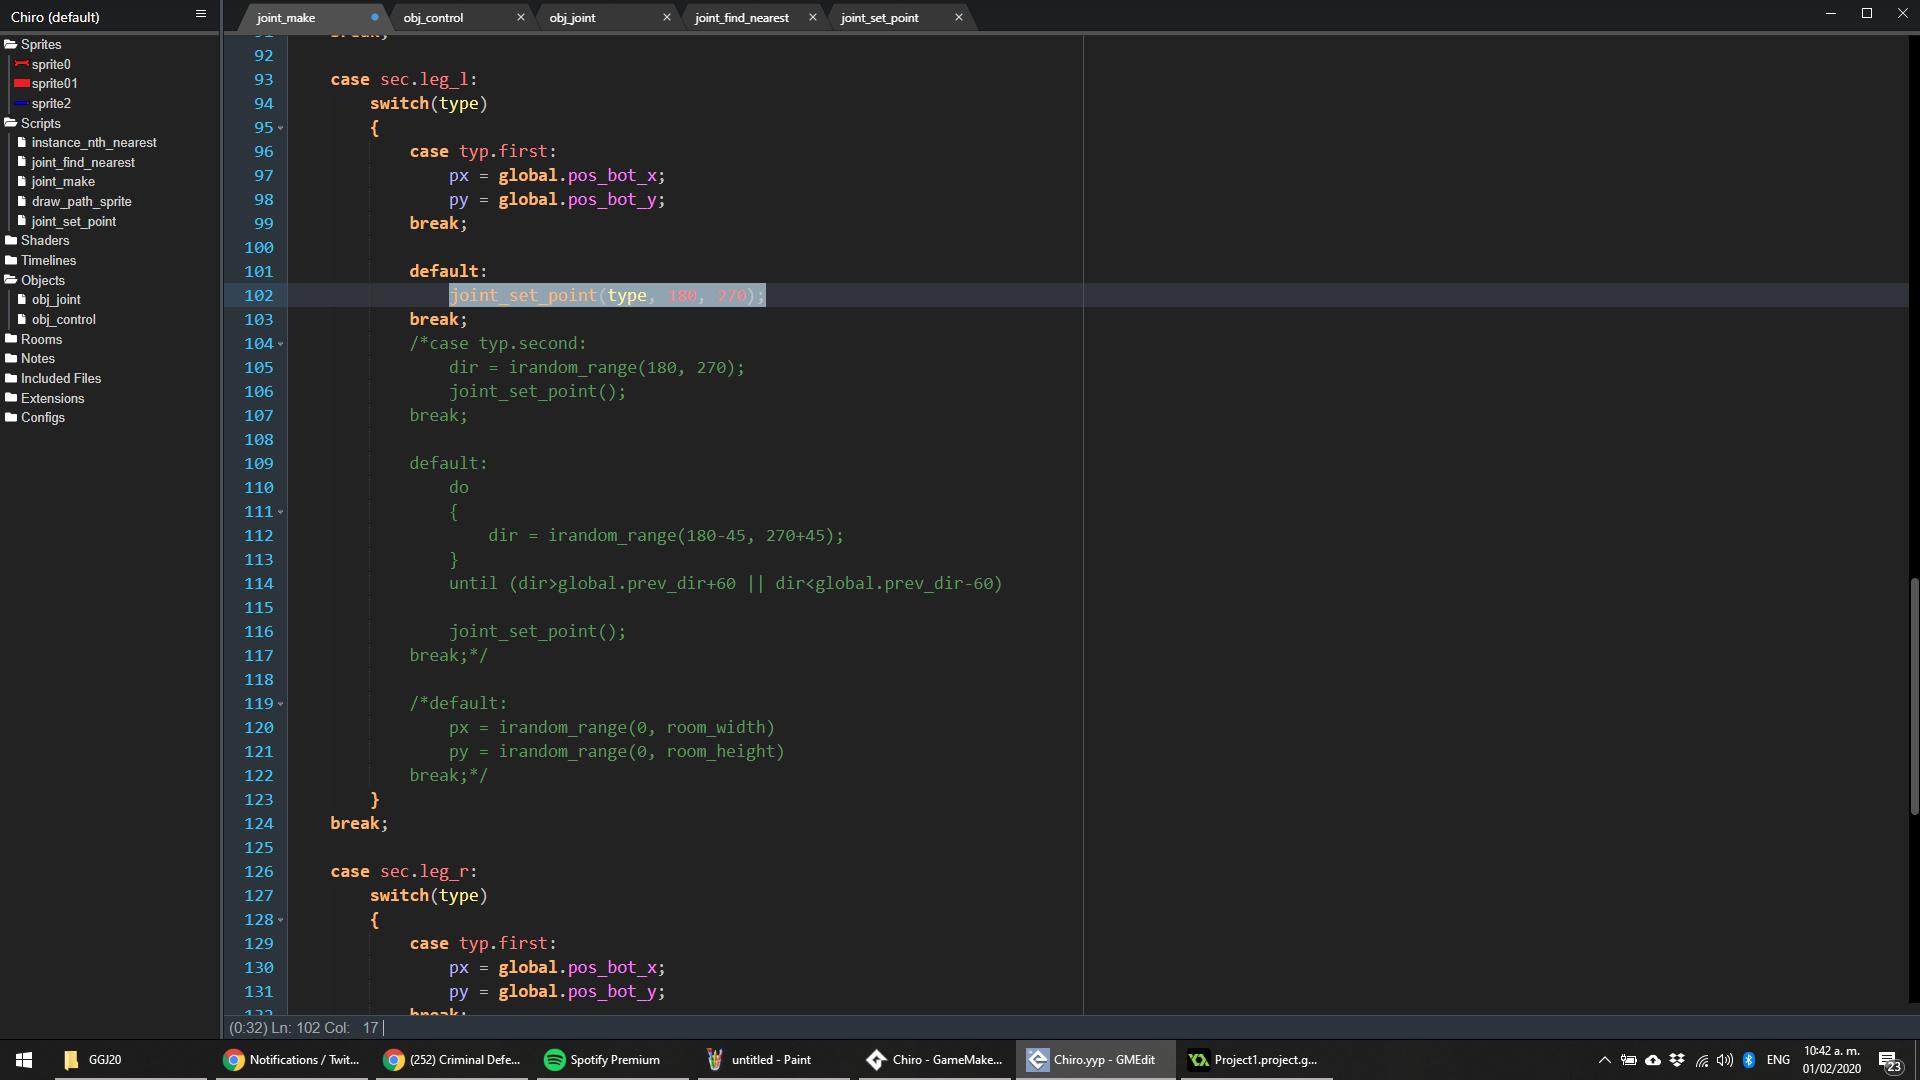 Chiro (default)
joint_make
obj_control
obj_joint
joint_find_nearest
joint_set_point
Sprites
sprite0
sprite01
sprite2
Scripts
instance_nth_nearest
joint_find_nearest
joint_make
draw_path_sprite
joint_set_point
Shaders
Timelines
Objects
obj_joint
obj_control
Rooms
Notes
Included Files
Extensions
Configs
91 break;
92
93 case sec.leg_l:
94 switch(type)
95 {
96 case typ.first:
97 px = global.pos_bot_x;
98 py = global.pos_bot_y;
99 break;
100
101 default:
102 joint_set_point(type, 180, 270);
103 break;
104 /*case typ.second:
105 dir = irandom_range(180, 270);
106 joint_set_point();
107 break;
108
109 default:
110 do
111 {
112 dir = irandom_range(180-45, 270+45);
113 }
114 until (dir>global.prev_dir+60 || dir<global.prev_dir-60)
115
116 joint_set_point();
117 break;*/
118
119 /*default:
120 px = irandom_range(0, room_width)
121 py = irandom_range(0, room_height)
122 break;*/
123 }
124 break;
125
126 case sec.leg_r:
127 switch(type)
128 {
129 case typ.first:
130 px = global.pos_bot_x;
131 py = global.pos_bot_y;
132 break;
(0:32) Ln: 102 Col: 17
GGJ20
Notifications / Twit...
(252) Criminal Defe...
Spotify Premium
untitled - Paint
Chiro - GameMake...
Chiro.yyp - GMEdit
Project1.project.g...
ENG
10:42 a. m.
01/02/2020
23